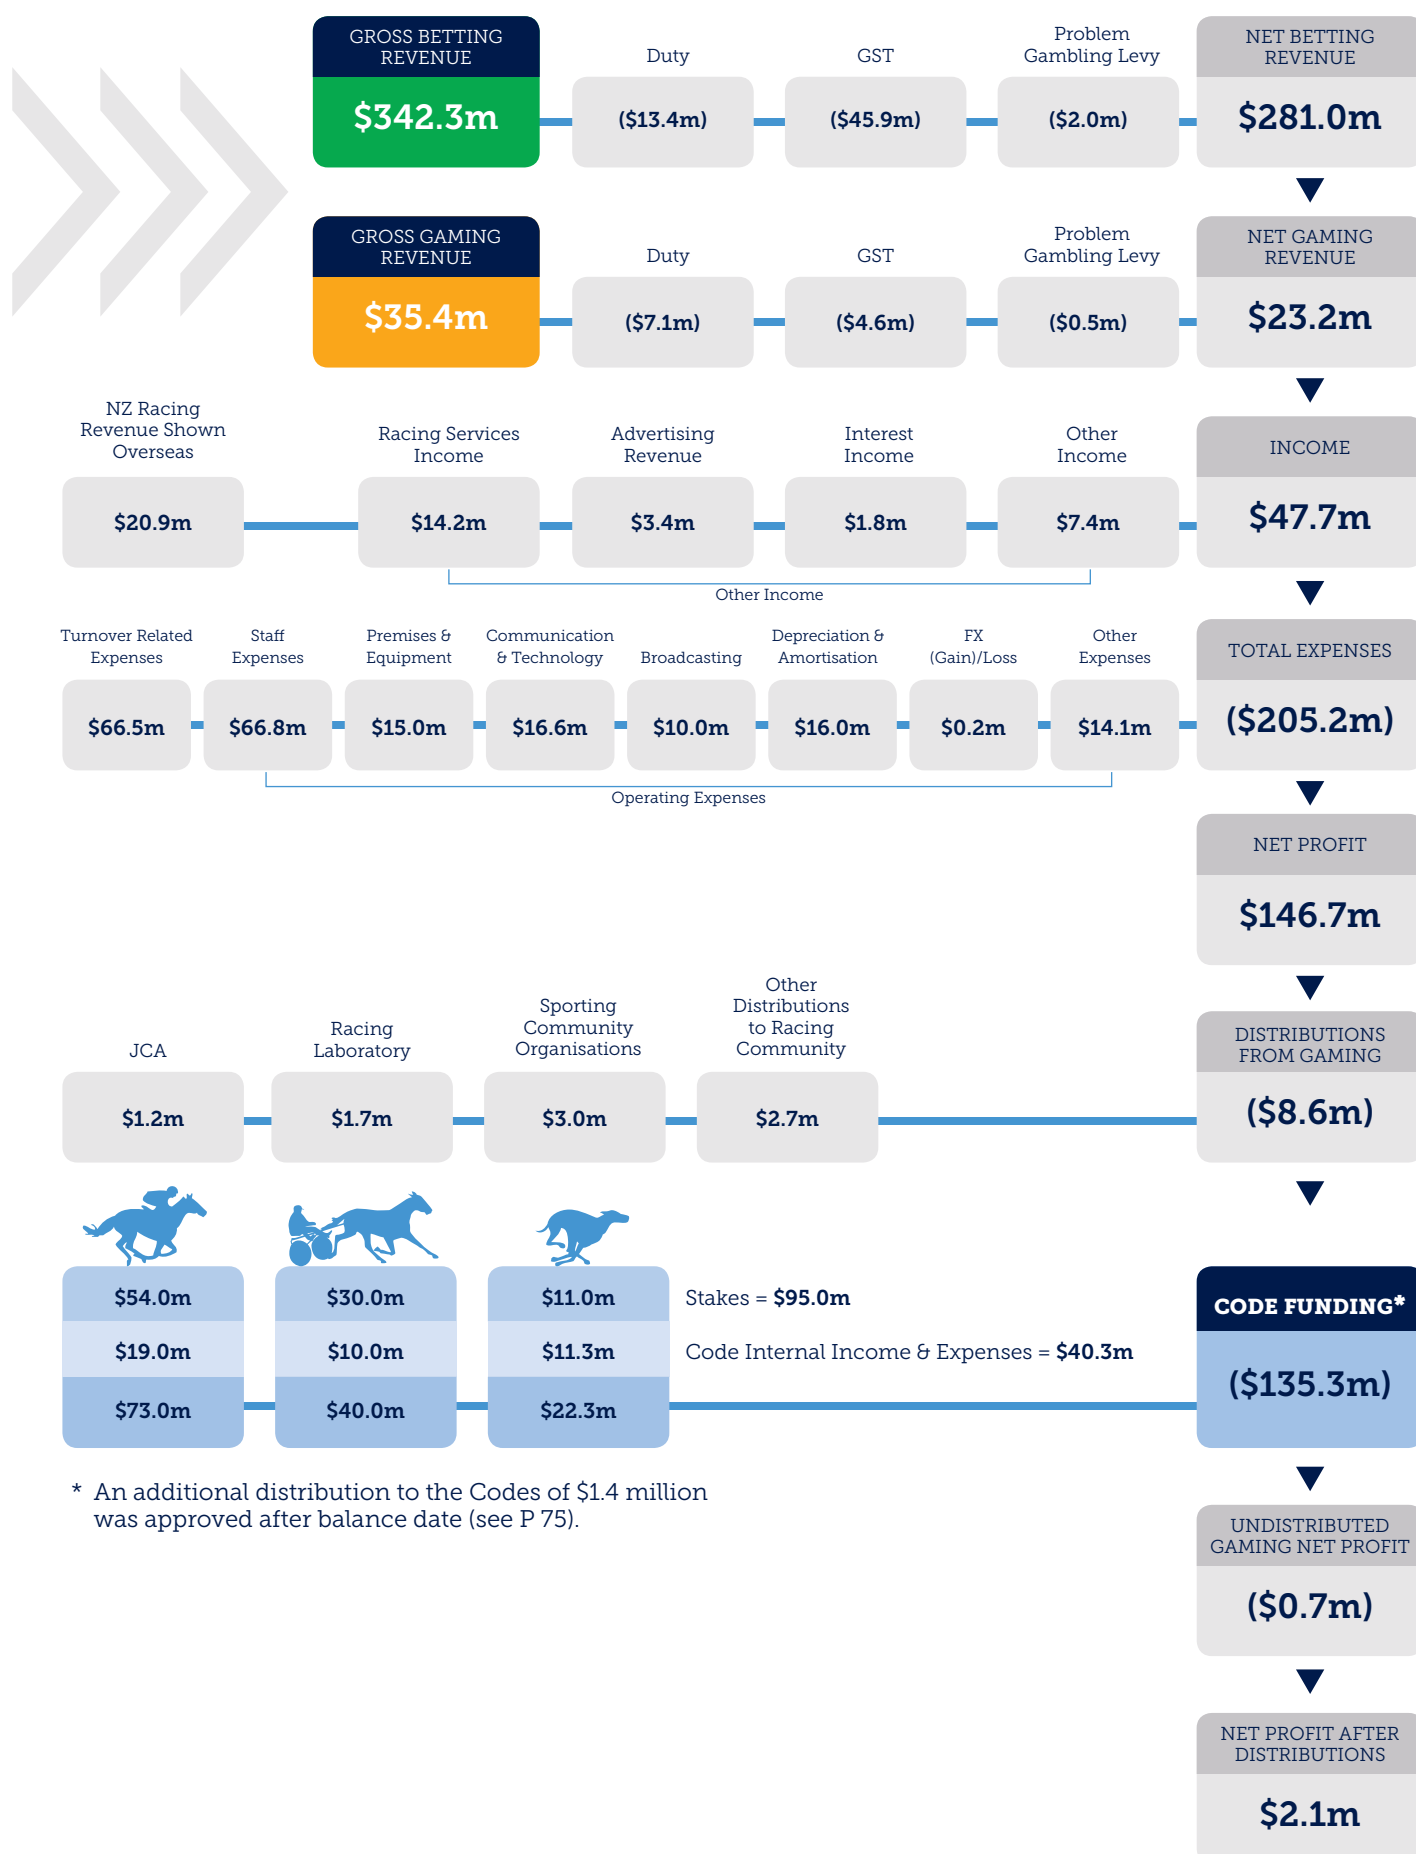 GROSS BETTING
REVENUE
$342.3m
Duty
($13.4m)
GST
($45.9m)
Problem
Gambling Levy
($2.0m)
NET BETTING
REVENUE
$281.0m
GROSS GAMING
REVENUE
$35.4m
Duty
($7.1m)
GST
($4.6m)
Problem
Gambling Levy
($0.5m)
NET GAMING
REVENUE
$23.2m
NZ Racing
Revenue Shown
Overseas
$20.9m
Racing Services
Income
$14.2m
Advertising
Revenue
$3.4m
Interest
Income
$1.8m
Other
Income
$7.4m
Other Income
INCOME
$47.7m
Turnover Related
Expenses
$66.5m
Staff
Expenses
$66.8m
Premises &
Equipment
$15.0m
Communication
& Technology
$16.6m
Broadcasting
$10.0m
Depreciation &
Amortisation
$16.0m
FX
(Gain)/Loss
$0.2m
Other
Expenses
$14.1m
Operating Expenses
TOTAL EXPENSES
($205.2m)
NET PROFIT
$146.7m
JCA
$1.2m
Racing
Laboratory
$1.7m
Sporting
Community
Organisations
$3.0m
Other
Distributions
to Racing
Community
$2.7m
DISTRIBUTIONS
FROM GAMING
($8.6m)
$54.0m
$30.0m
$11.0m
Stakes = $95.0m
$19.0m
$10.0m
$11.3m
Code Internal Income & Expenses = $40.3m
$73.0m
$40.0m
$22.3m
CODE FUNDING*
($135.3m)
* An additional distribution to the Codes of $1.4 million
was approved after balance date (see P 75).
UNDISTRIBUTED
GAMING NET PROFIT
($0.7m)
NET PROFIT AFTER
DISTRIBUTIONS
$2.1m